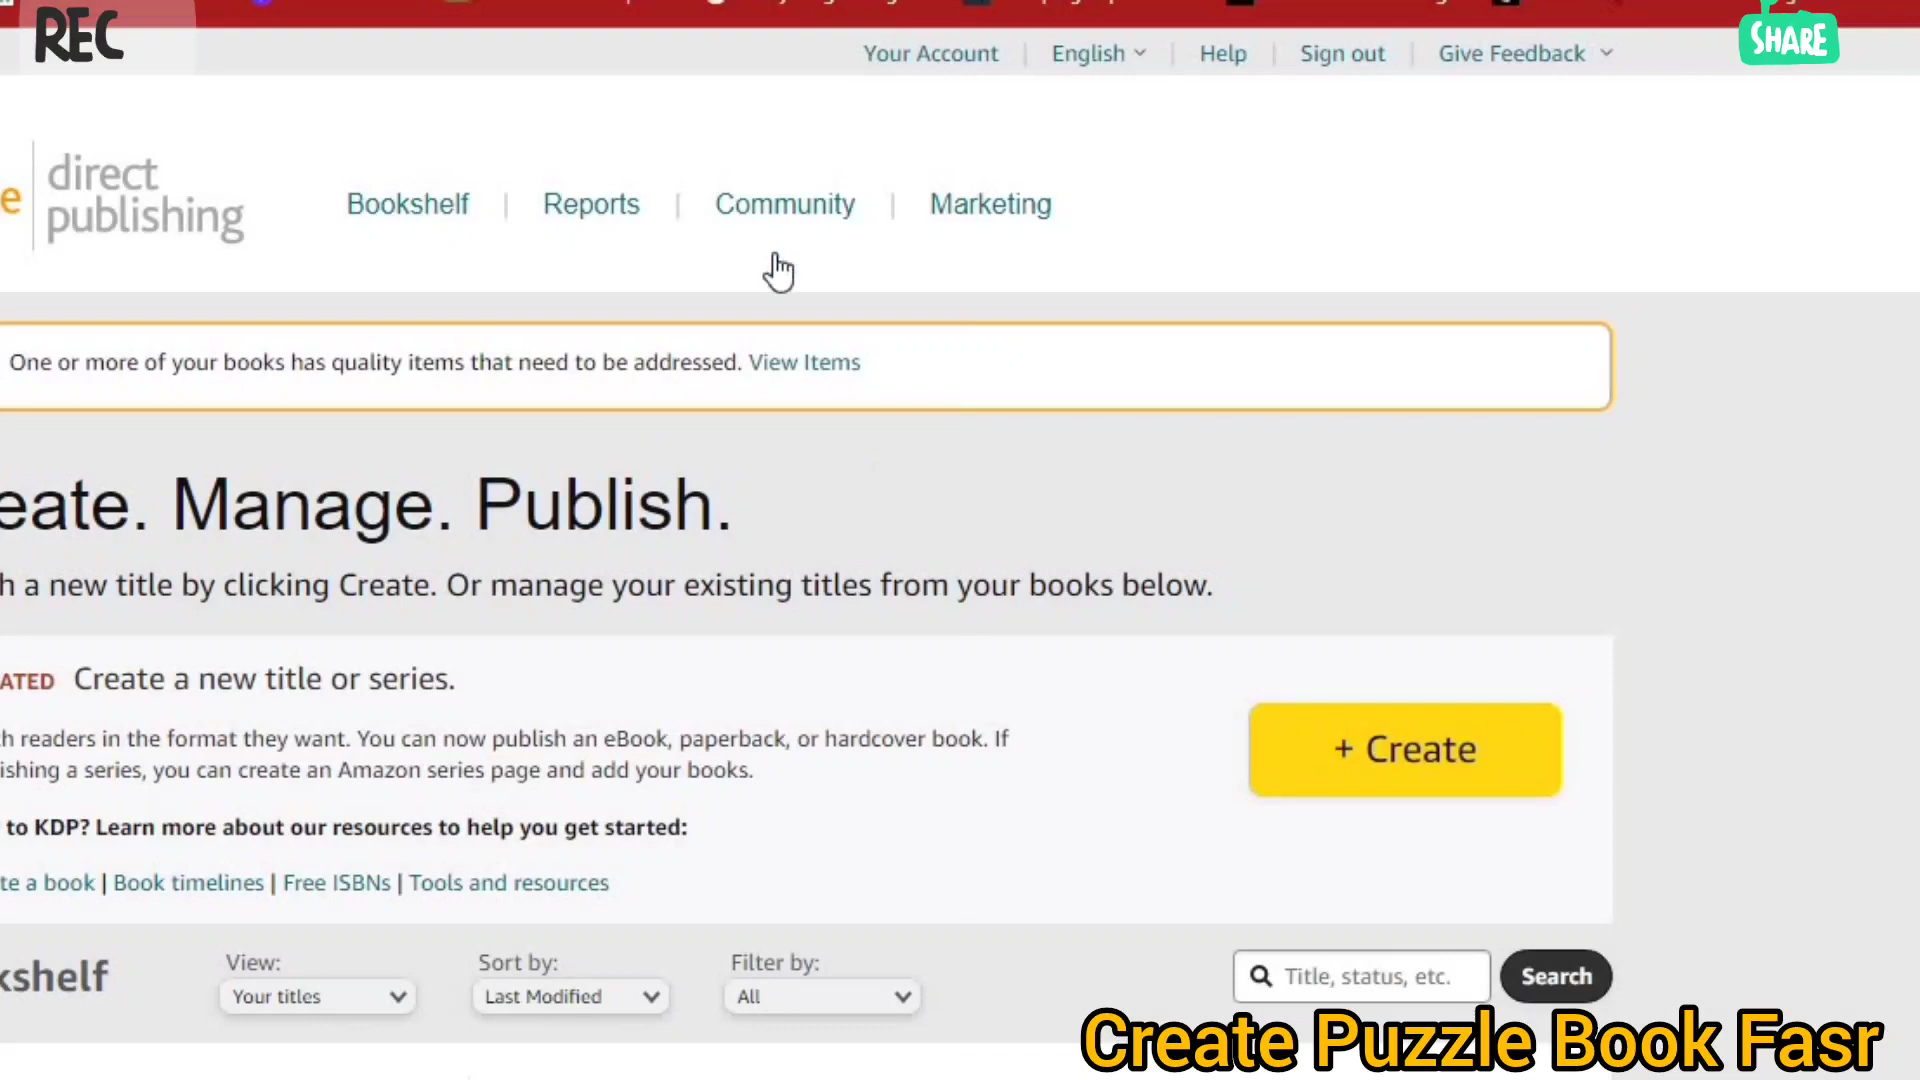 REC
SHARE
Your Account | English | Help | Sign out | Give Feedback
e | direct
publishing
Bookshelf | Reports | Community | Marketing
One or more of your books has quality items that need to be addressed. View Items
eate. Manage. Publish.
h a new title by clicking Create. Or manage your existing titles from your books below.
ATED Create a new title or series.
+ Create
h readers in the format they want. You can now publish an eBook, paperback, or hardcover book. If
ishing a series, you can create an Amazon series page and add your books.
to KDP? Learn more about our resources to help you get started:
te a book | Book timelines | Free ISBNs | Tools and resources
kshelf
View:
Your titles
Sort by:
Last Modified
Filter by:
All
Title, status, etc.
Search
Create Puzzle Book Fasr